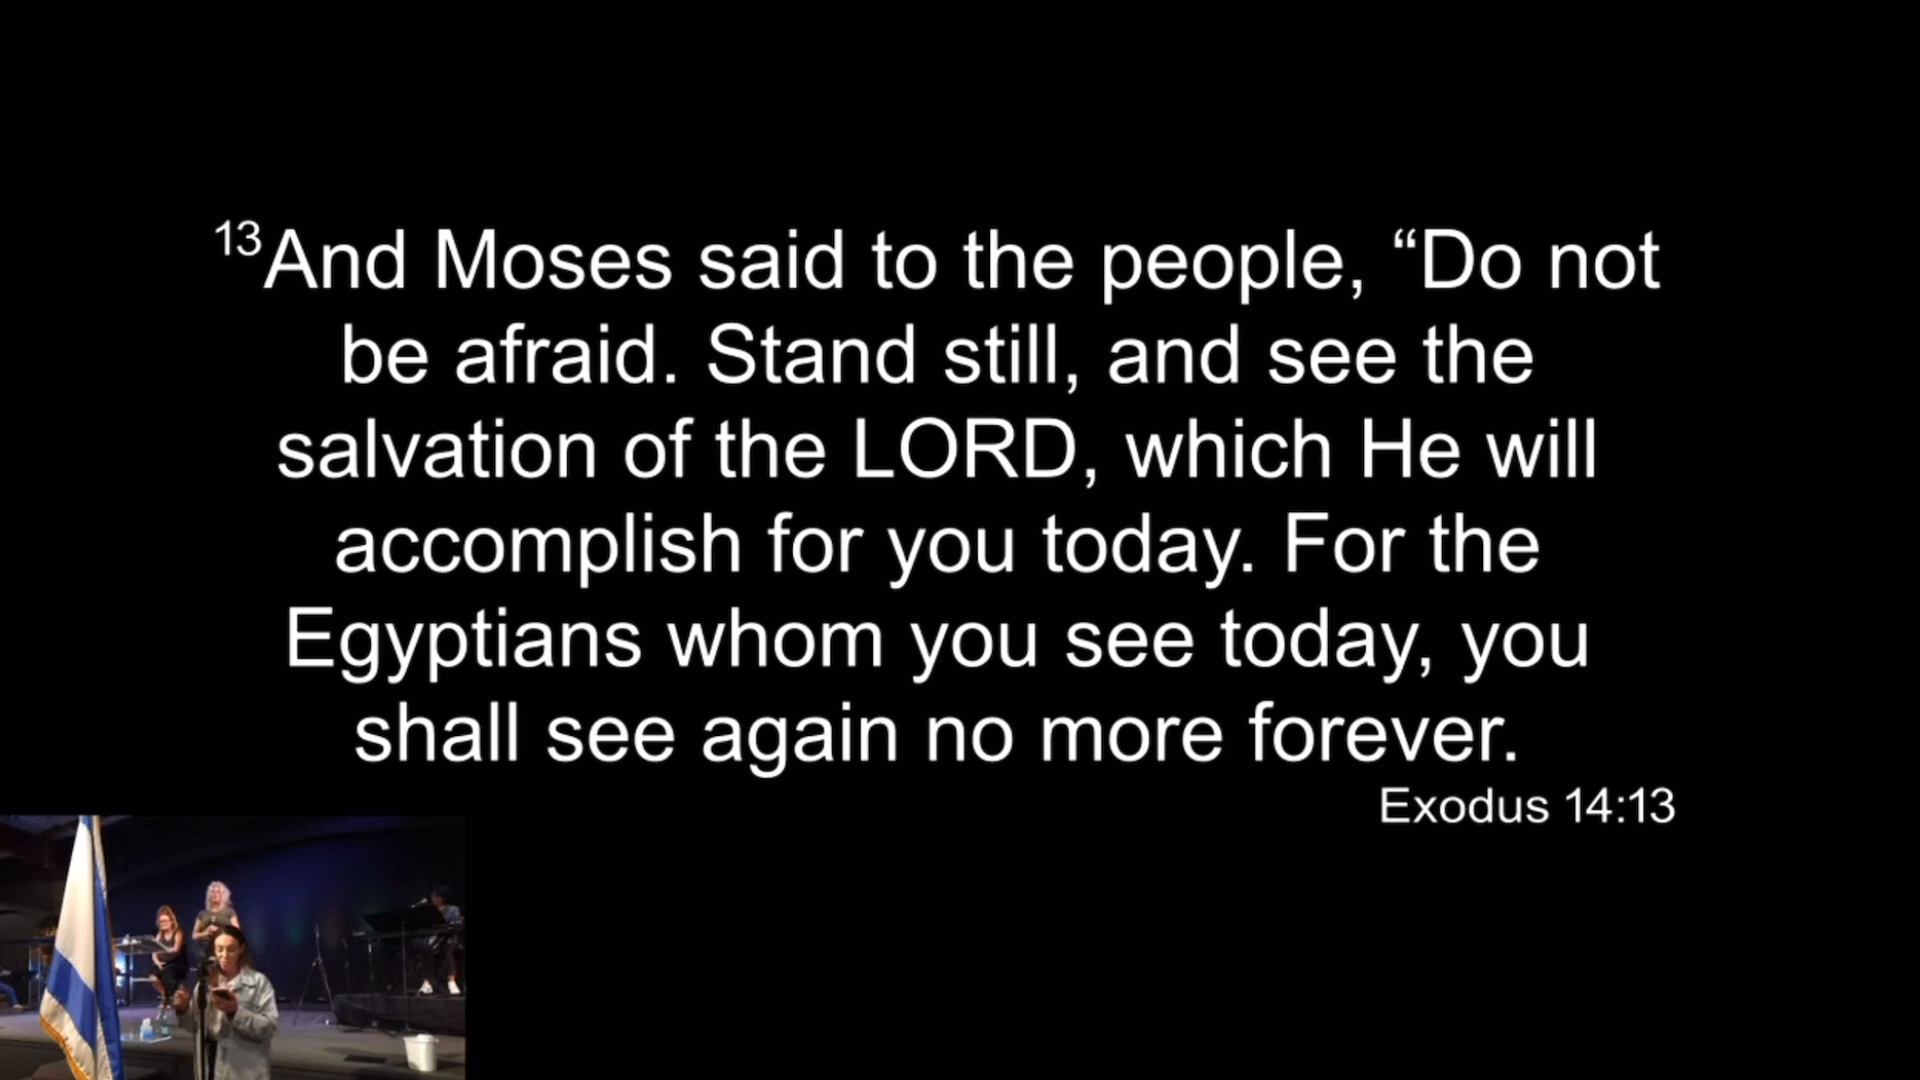 13And Moses said to the people, “Do not
be afraid. Stand still, and see the
salvation of the LORD, which He will
accomplish for you today. For the
Egyptians whom you see today, you
shall see again no more forever.
Exodus 14:13